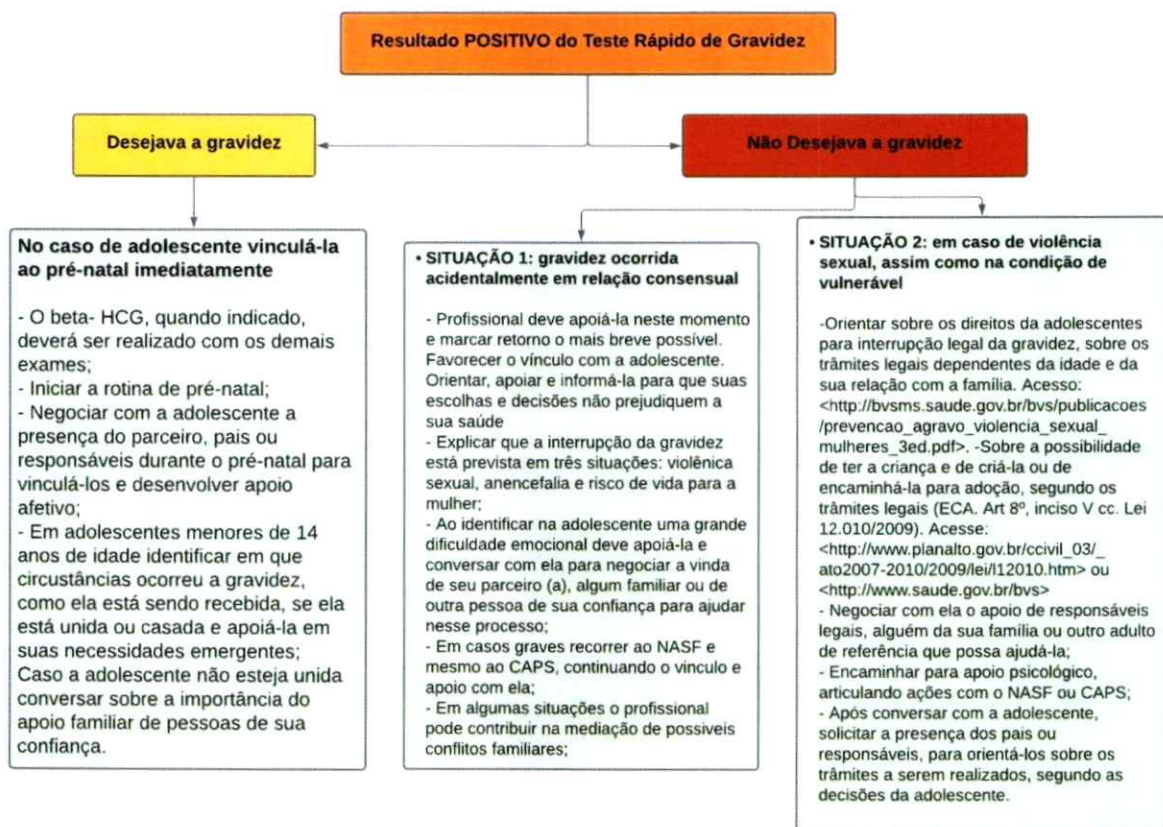 Resultado POSITIVO do Teste Rápido de Gravidez
Desejava a gravidez
Não Desejava a gravidez
No caso de adolescente vinculá-la
ao pré-natal imediatamente
- O beta- HCG, quando indicado,
deverá ser realizado com os demais
exames;
- Iniciar a rotina de pré-natal;
- Negociar com a adolescente a
presença do parceiro, pais ou
responsáveis durante o pré-natal para
vinculá-los e desenvolver apoio
afetivo;
- Em adolescentes menores de 14
anos de idade identificar em que
circustâncias ocorreu a gravidez,
como ela está sendo recebida, se ela
está unida ou casada e apoiá-la em
suas necessidades emergentes;
Caso a adolescente não esteja unida
conversar sobre a importância do
apoio familiar de pessoas de sua
confiança.
• SITUAÇÃO 1: gravidez ocorrida
acidentalmente em relação consensual
- Profissional deve apoiá-la neste momento
e marcar retorno o mais breve possível.
Favorecer o vínculo com a adolescente.
Orientar, apoiar e informá-la para que suas
escolhas e decisões não prejudiquem a
sua saúde
- Explicar que a interrupção da gravidez
está prevista em três situações: violênica
sexual, anencefalia e risco de vida para a
mulher;
- Ao identificar na adolescente uma grande
dificuldade emocional deve apoiá-la e
conversar com ela para negociar a vinda
de seu parceiro (a), algum familiar ou de
outra pessoa de sua confiança para ajudar
nesse processo;
- Em casos graves recorrer ao NASF e
mesmo ao CAPS, continuando o vinculo e
apoio com ela;
- Em algumas situações o profissional
pode contribuir na mediação de possiveis
conflitos familiares;
• SITUAÇÃO 2: em caso de violência
sexual, assim como na condição de
vulnerável
-Orientar sobre os direitos da adolescentes
para interrupção legal da gravidez, sobre os
trâmites legais dependentes da idade e da
sua relação com a família. Acesso:
<http://bvsms.saude.gov.br/bvs/publicacoes
/prevencao_agravo_violencia_sexual_
mulheres_3ed.pdf>. -Sobre a possibilidade
de ter a criança e de criá-la ou de
encaminhá-la para adoção, segundo os
trâmites legais (ECA. Art 8º, inciso V cc. Lei
12.010/2009). Acesse:
<http://www.planalto.gov.br/ccivil_03/_
ato2007-2010/2009/lei/l12010.htm> ou
<http://www.saude.gov.br/bvs>
- Negociar com ela o apoio de responsáveis
legais, alguém da sua família ou outro adulto
de referência que possa ajudá-la;
- Encaminhar para apoio psicológico,
articulando ações com o NASF ou CAPS;
- Após conversar com a adolescente,
solicitar a presença dos pais ou
responsáveis, para orientá-los sobre os
trâmites a serem realizados, segundo as
decisões da adolescente.